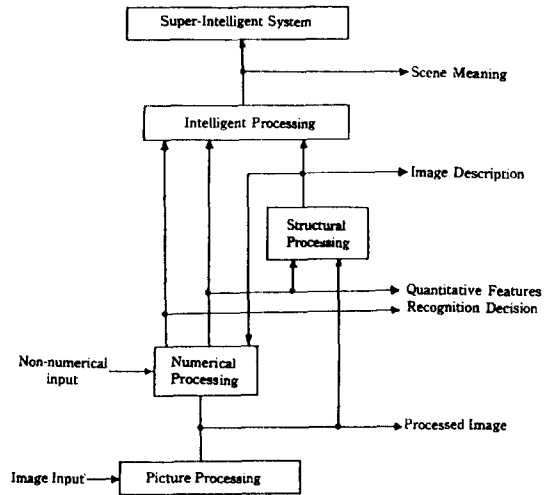 Super-Intelligent System
Scene Meaning
Intelligent Processing
Image Description
Structural
Processing
Quantitative Features
Recognition Decision
Non-numerical
input
Numerical
Processing
Processed Image
Image Input
Picture Processing